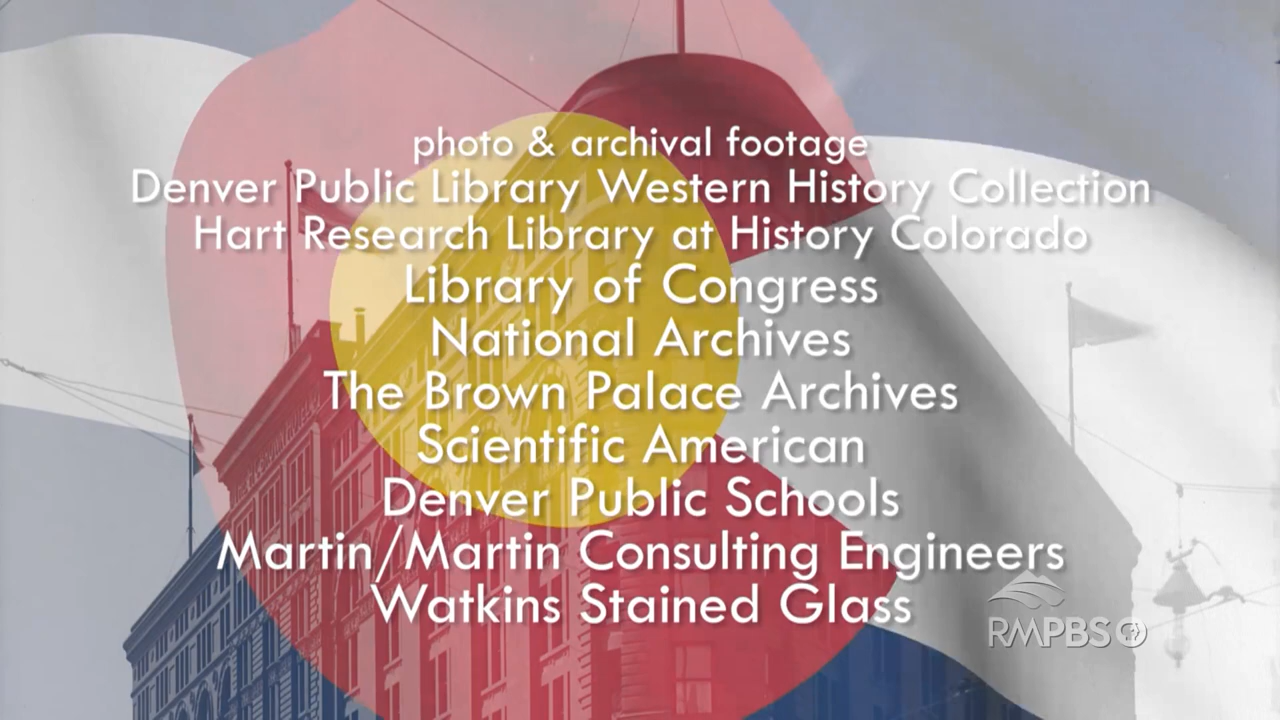 photo & archival footage
Denver Public Library Western History Collection
Hart Research Library at History Colorado
Library of Congress
National Archives
The Brown Palace Archives
Scientific American
Denver Public Schools
Martin/Martin Consulting Engineers
Watkins Stained Glass
RMPBS